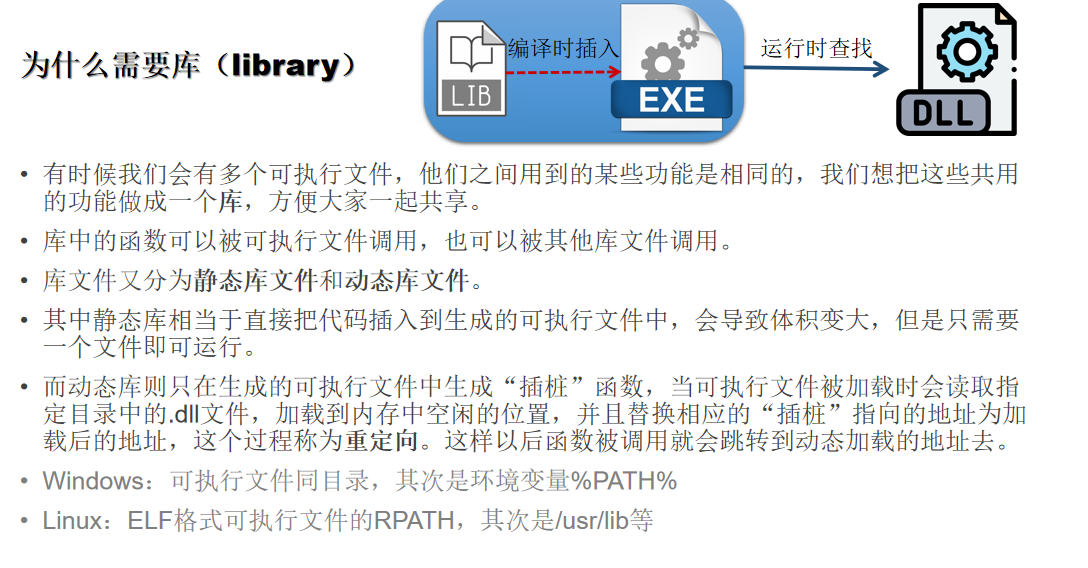 为什么需要库（library）
编译时插入
运行时查找
LIB
EXE
DLL
• 有时候我们会有多个可执行文件，他们之间用到的某些功能是相同的，我们想把这些共用
的功能做成一个库，方便大家一起共享。
• 库中的函数可以被可执行文件调用，也可以被其他库文件调用。
• 库文件又分为静态库文件和动态库文件。
• 其中静态库相当于直接把代码插入到生成的可执行文件中，会导致体积变大，但是只需要
一个文件即可运行。
• 而动态库则只在生成的可执行文件中生成“插桩”函数，当可执行文件被加载时会读取指
定目录中的.dll文件，加载到内存中空闲的位置，并且替换相应的“插桩”指向的地址为加
载后的地址，这个过程称为重定向。这样以后函数被调用就会跳转到动态加载的地址去。
• Windows：可执行文件同目录，其次是环境变量%PATH%
• Linux：ELF格式可执行文件的RPATH，其次是/usr/lib等